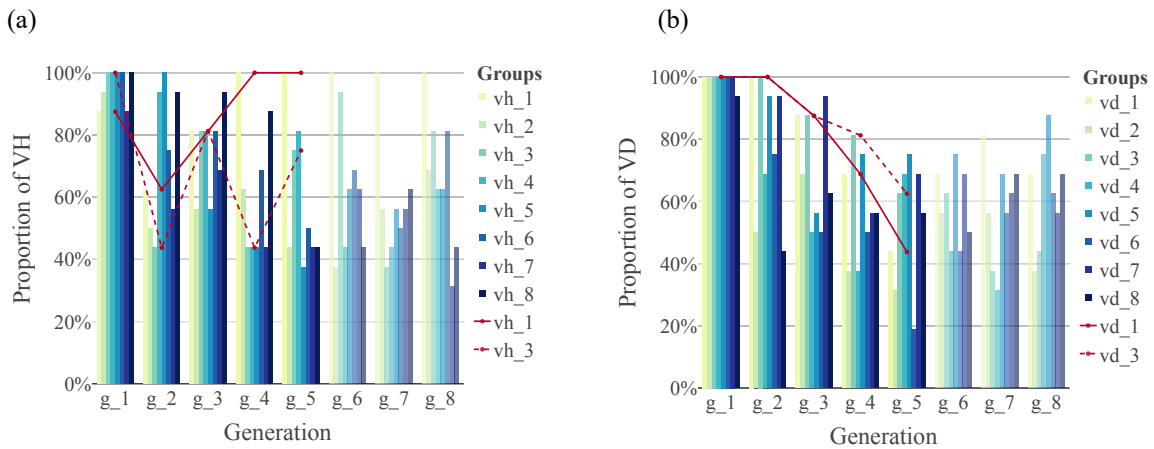 (a)
(b)
Proportion of VH
100%
80%
60%
40%
20%
0%
g_1 g_2 g_3 g_4 g_5 g_6 g_7 g_8
Generation
Groups
vh_1
vh_2
vh_3
vh_4
vh_5
vh_6
vh_7
vh_8
vh_1
vh_3
Proportion of VD
100%
80%
60%
40%
20%
0%
g_1 g_2 g_3 g_4 g_5 g_6 g_7 g_8
Generation
Groups
vd_1
vd_2
vd_3
vd_4
vd_5
vd_6
vd_7
vd_8
vd_1
vd_3